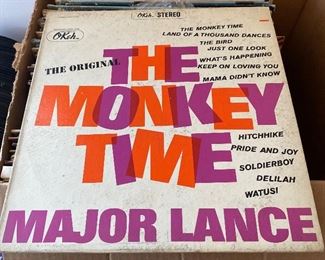 OKeh. STEREO
OKeh.
THE MONKEY TIME
LAND OF A THOUSAND DANCES
THE BIRD
JUST ONE LOOK
WHAT'S HAPPENING
KEEP ON LOVING YOU
MAMA DIDN'T KNOW
THE ORIGINAL
THE
MONKEY
TIME
HITCHHIKE
PRIDE AND JOY
SOLDIERBOY
DELILAH
WATUSI
MAJOR LANCE